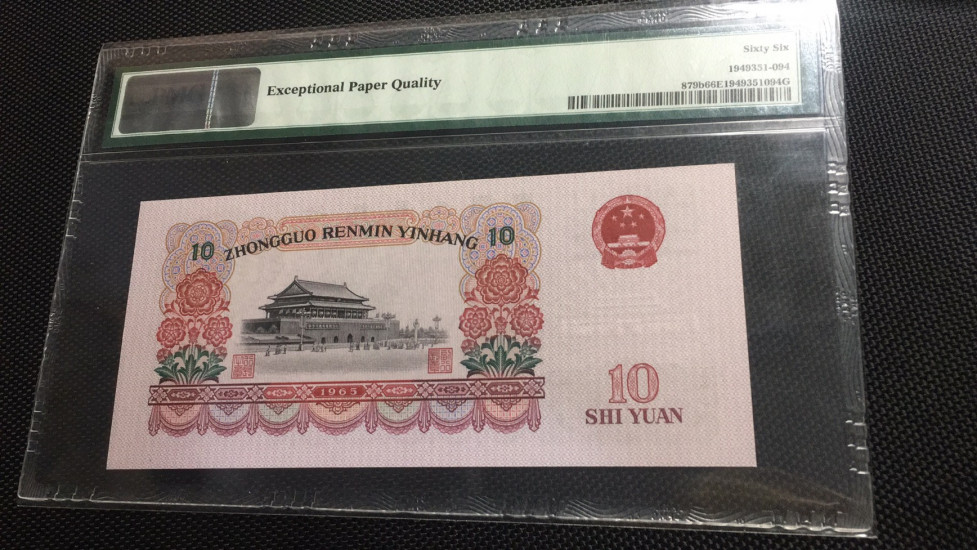 Exceptional Paper Quality
Sixty Six
1949351-094
879b66E1949351094G
10 ZHONGGUO RENMIN YINHANG 10
1965
10
SHI YUAN